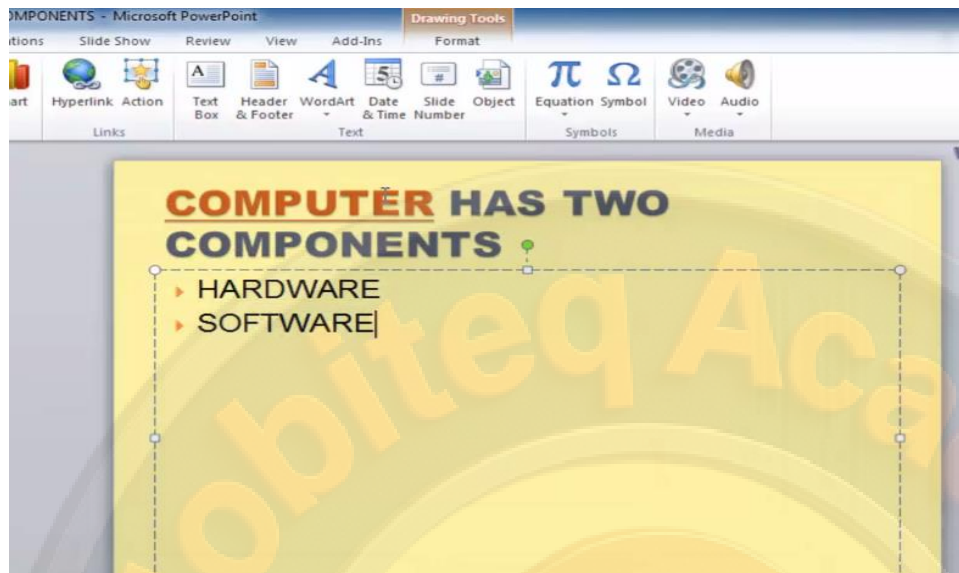 OMPONENTS - Microsoft PowerPoint
Drawing Tools
tions Slide Show Review View Add-Ins Format
art Hyperlink Action Text Box Header & Footer WordArt Date & Time Slide Number Object Equation Symbol Video Audio
Links Text Symbols Media
COMPUTER HAS TWO
COMPONENTS
HARDWARE
SOFTWARE
obiteq Aca